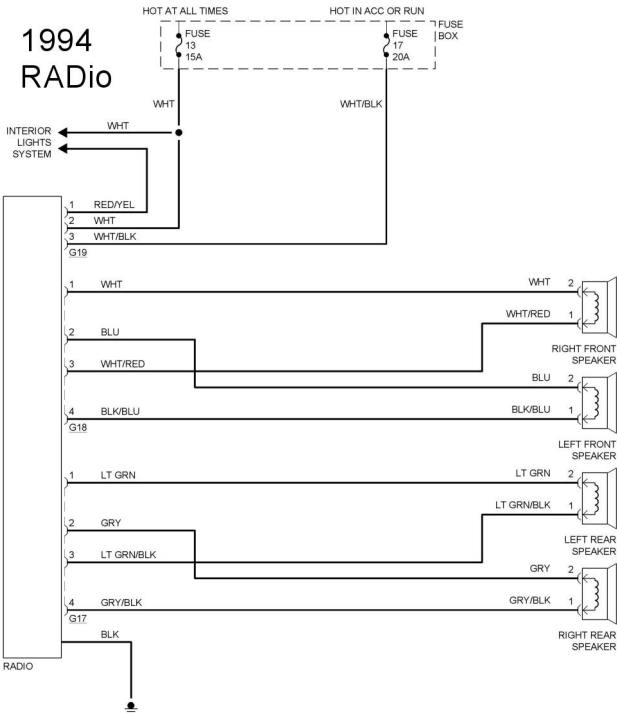 HOT AT ALL TIMES
HOT IN ACC OR RUN
1994
RADio
FUSE
13
15A
FUSE
17
20A
FUSE
BOX
WHT
WHT/BLK
INTERIOR
LIGHTS
SYSTEM
WHT
1 RED/YEL
2 WHT
3 WHT/BLK
G19
1 WHT
WHT 2
WHT/RED 1
RIGHT FRONT
SPEAKER
2 BLU
3 WHT/RED
BLU 2
4 BLK/BLU
BLK/BLU 1
G18
LEFT FRONT
SPEAKER
1 LT GRN
LT GRN 2
LT GRN/BLK 1
LEFT REAR
SPEAKER
2 GRY
3 LT GRN/BLK
GRY 2
4 GRY/BLK
GRY/BLK 1
G17
RIGHT REAR
SPEAKER
BLK
RADIO